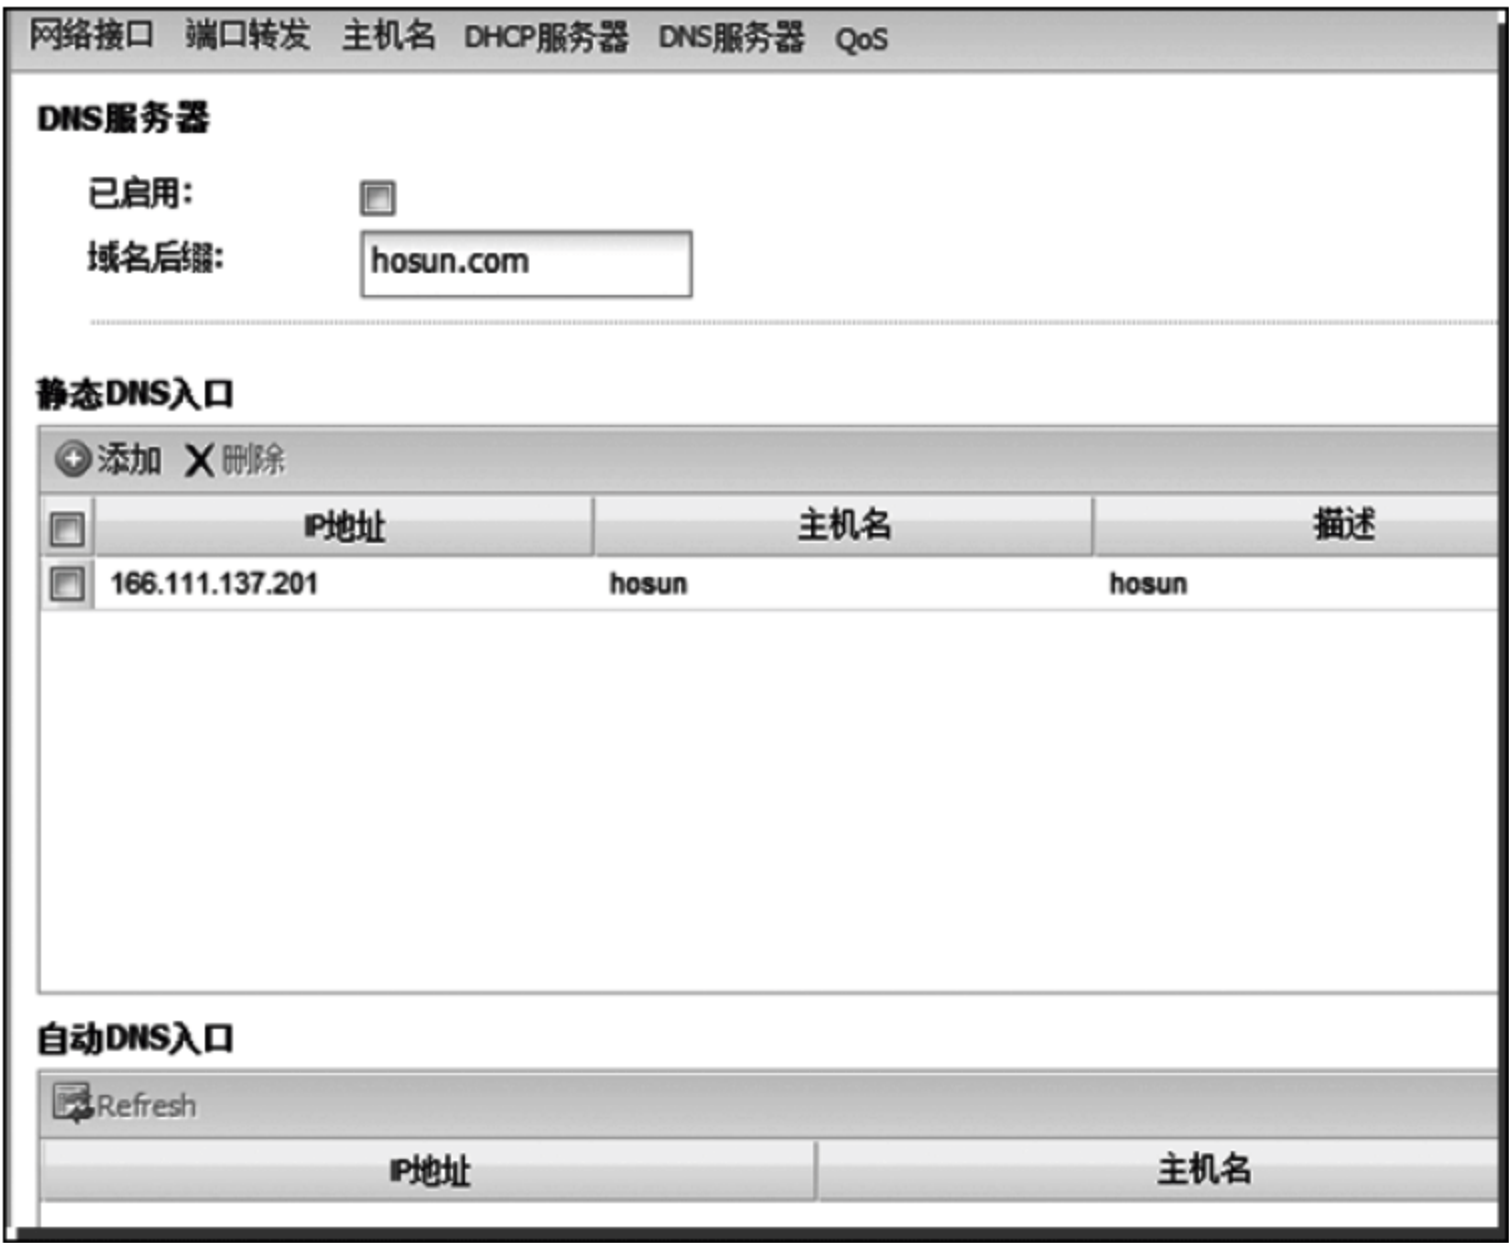 网络接口 端口转发 主机名 DHCP服务器 DNS服务器 QoS
DNS服务器
已启用:
域名后缀: hosun.com
静态DNS入口
添加 删除
IP地址 主机名 描述
166.111.137.201 hosun hosun
自动DNS入口
Refresh
IP地址 主机名